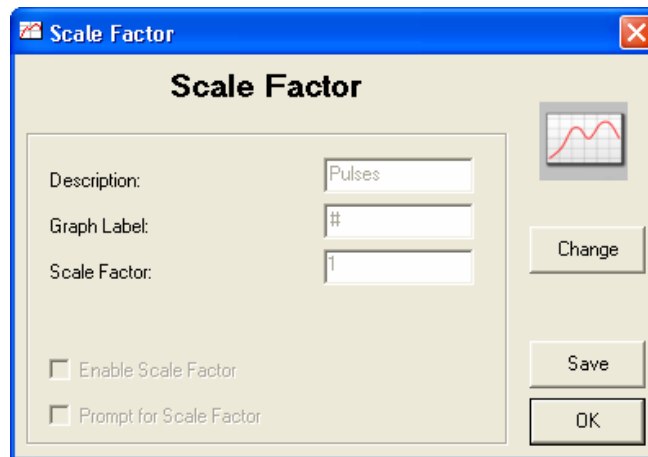 Scale Factor
Scale Factor
Description:
Pulses
Graph Label:
#
Scale Factor:
1
Change
Enable Scale Factor
Save
Prompt for Scale Factor
OK